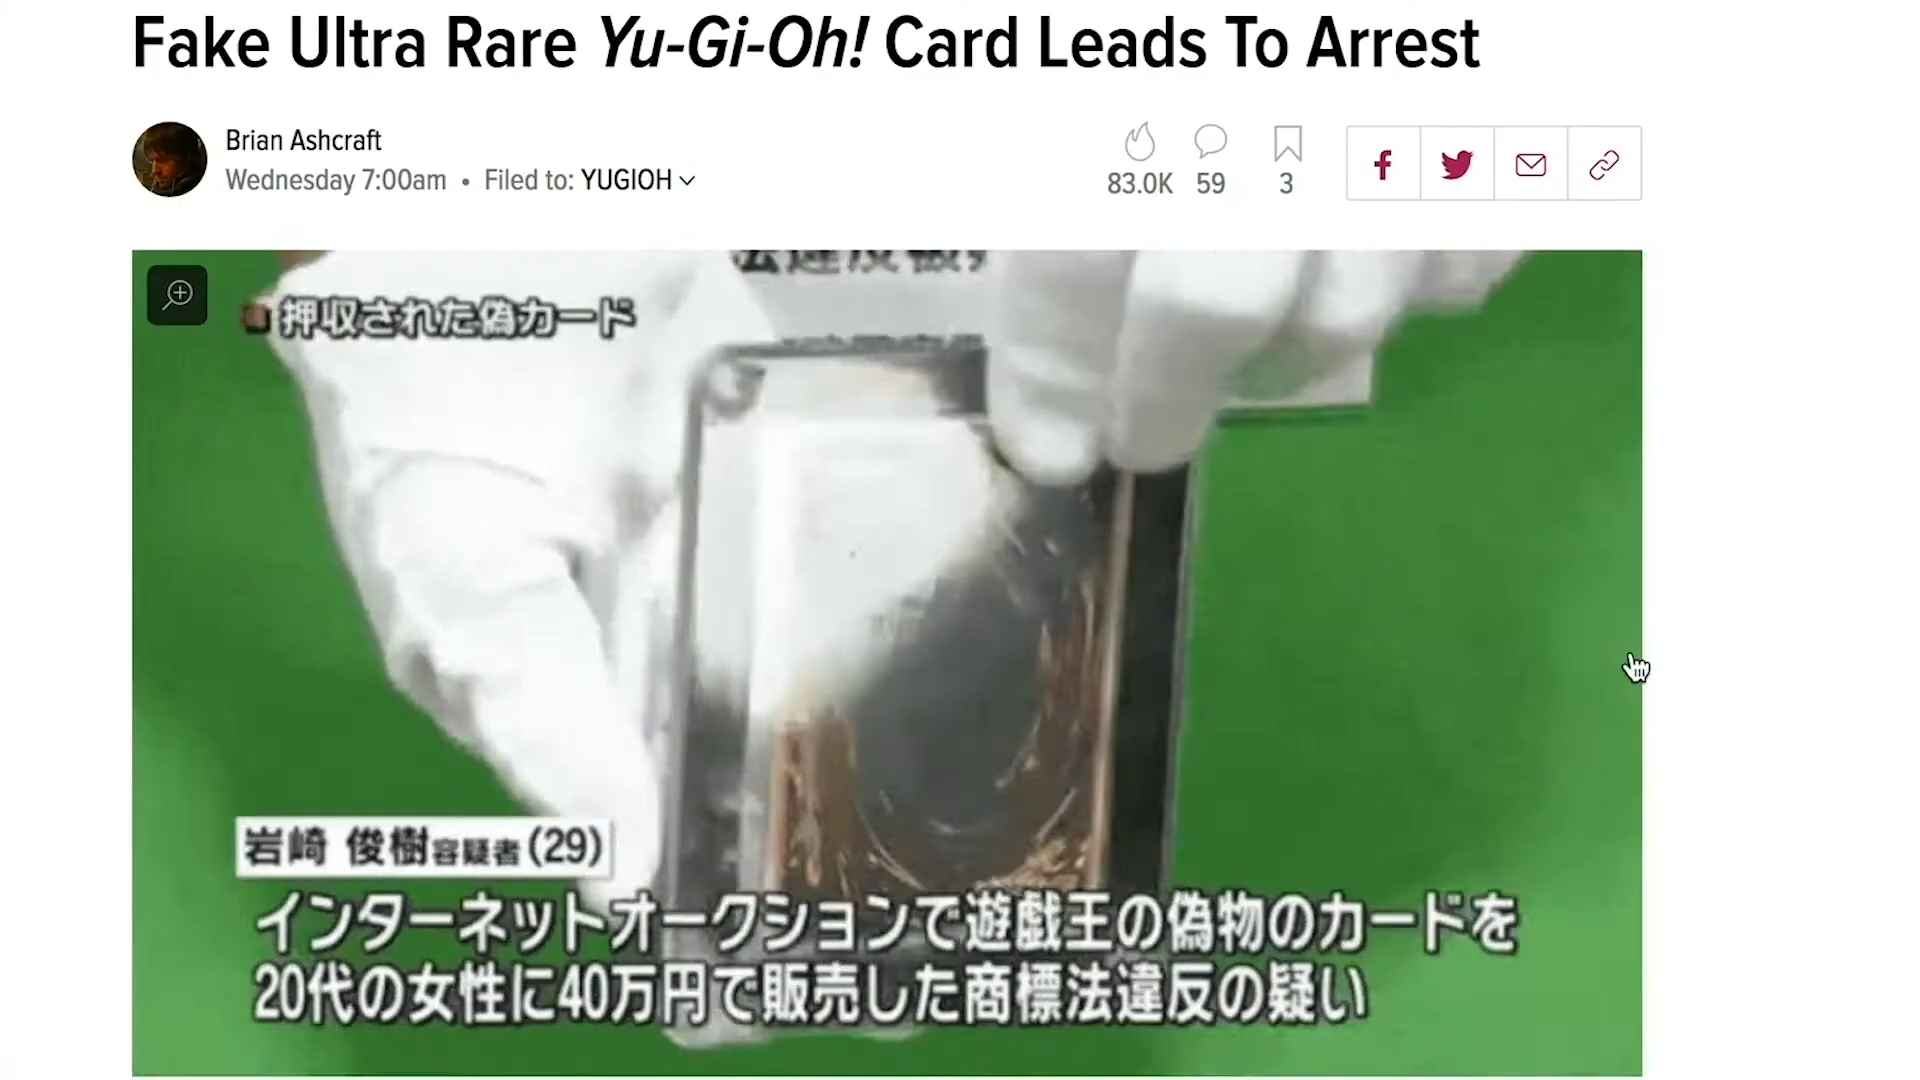 Fake Ultra Rare Yu-Gi-Oh! Card Leads To Arrest
Brian Ashcraft
Wednesday 7:00am • Filed to: YUGIOH
83.0K 59 3
押収された偽カード
岩崎 俊樹容疑者(29)
インターネットオークションで遊戯王の偽物のカードを
20代の女性に40万円で販売した商標法違反の疑い